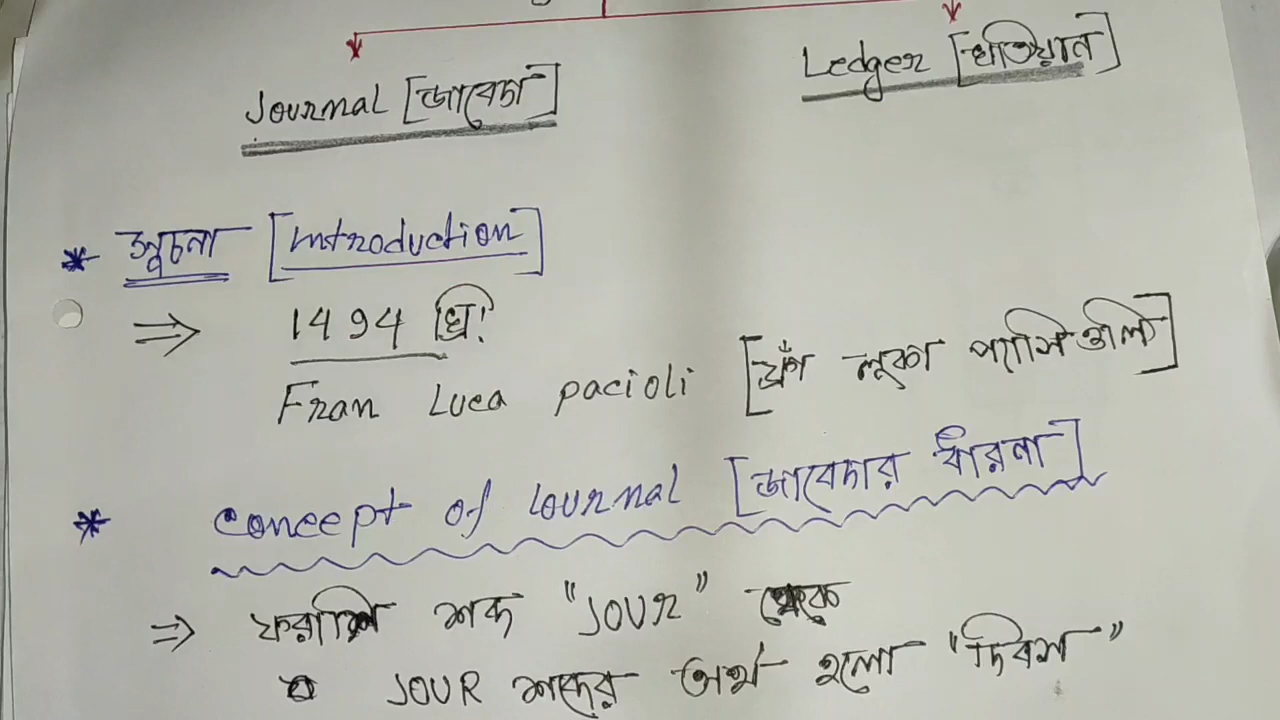 Journal [জাবেদা]
Ledger [খতিয়ান]
* সূচনা [Introduction]
⇒ 1494 খ্রি:
Fran Luca pacioli [ফ্রাঁ লুকা প্যাসিওলি]
* concept of Journal [জাবেদার ধারনা]
⇒ ফরাসি শব্দ "JOUR" থেকে
JOUR শব্দের অর্থ হলো "দিবস"